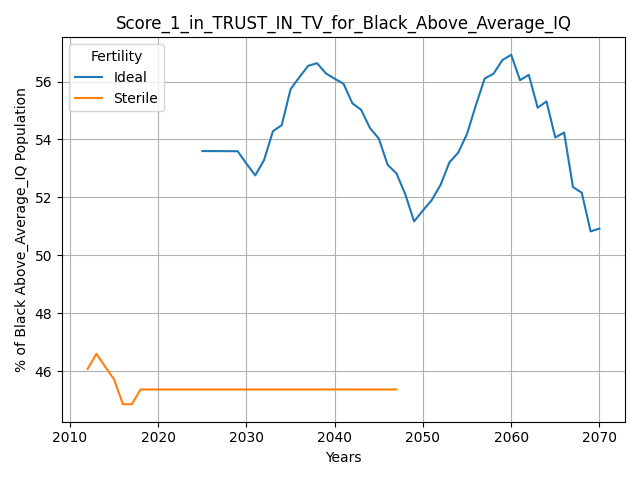 Score_1_in_TRUST_IN_TV_for_Black_Above_Average_IQ
Fertility
Ideal
Sterile
% of Black Above_Average_IQ Population
56
54
52
50
48
46
2010 2020 2030 2040 2050 2060 2070
Years